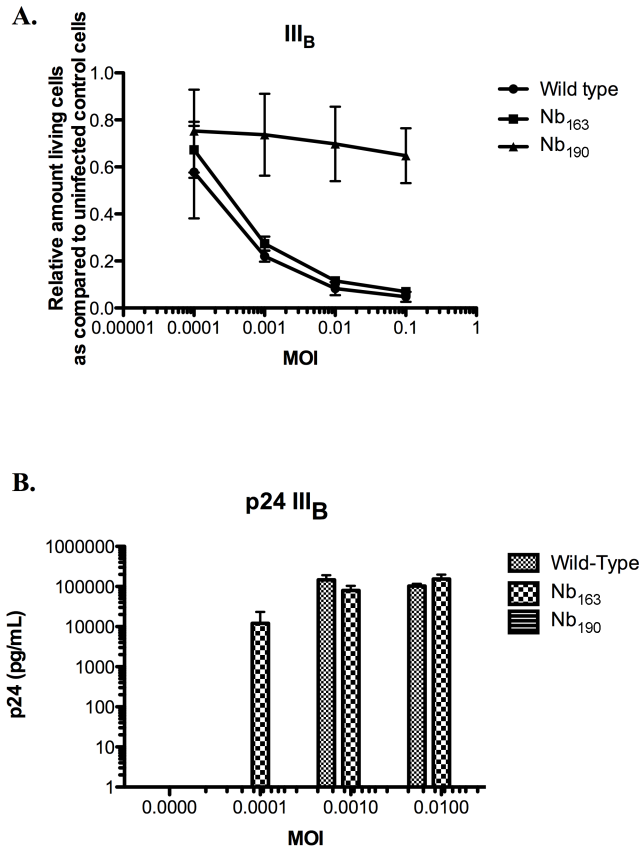 A.
III_B
Relative amount living cells
as compared to uninfected control cells
1.0
0.8
0.6
0.4
0.2
0.0
0.00001 0.0001 0.001 0.01 0.1 1
MOI
Wild type
Nb163
Nb190
B.
p24 III_B
p24 (pg/mL)
1000000
100000
10000
1000
100
10
1
0.0000 0.0001 0.0010 0.0100
MOI
Wild-Type
Nb163
Nb190